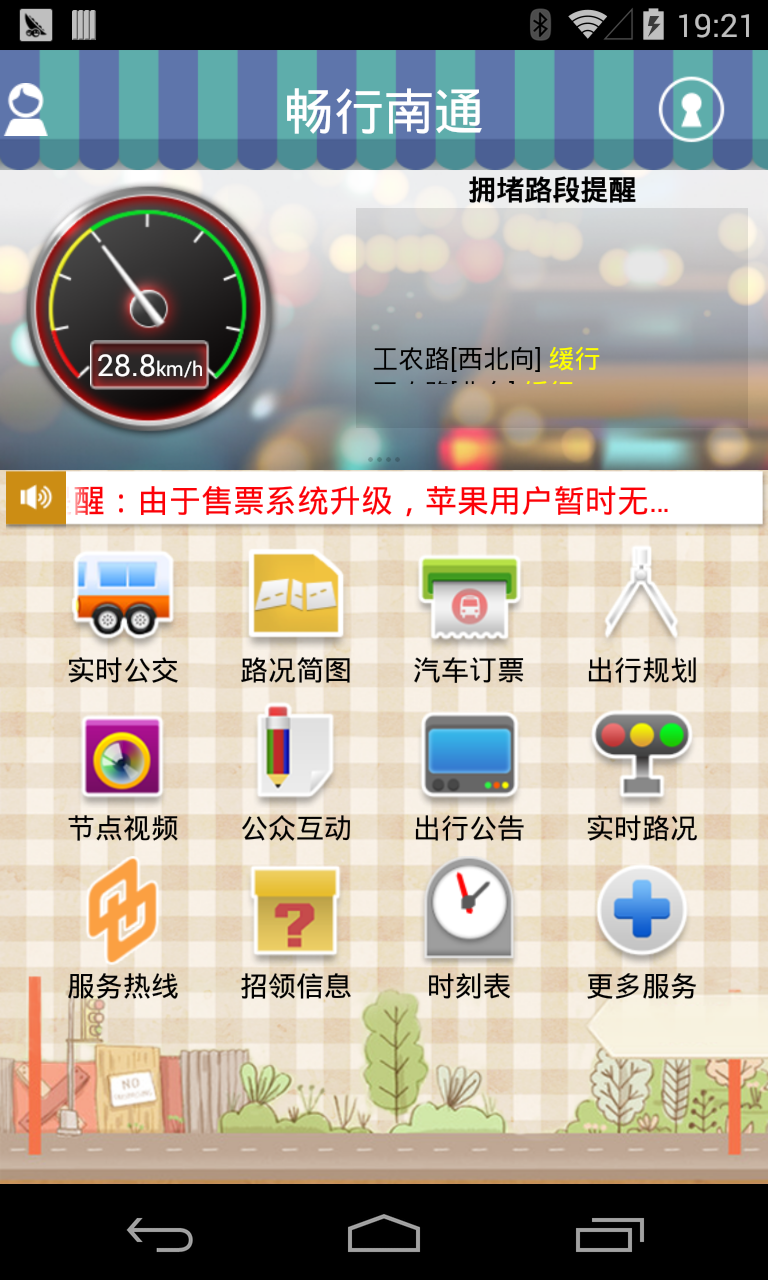 19:21
畅行南通
拥堵路段提醒
28.8km/h
工农路[西北向] 缓行
醒：由于售票系统升级，苹果用户暂时无...
实时公交
路况简图
汽车订票
出行规划
节点视频
公众互动
出行公告
实时路况
服务热线
招领信息
时刻表
更多服务
NO